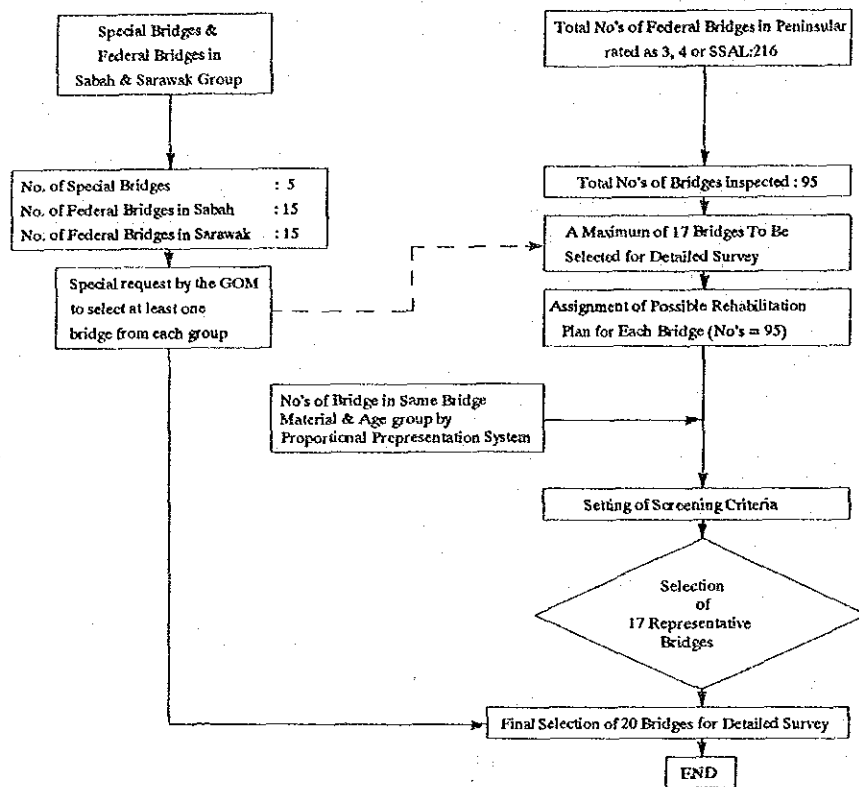 Special Bridges &
Federal Bridges in
Sabah & Sarawak Group
No. of Special Bridges : 5
No. of Federal Bridges in Sabah : 15
No. of Federal Bridges in Sarawak : 15
Special request by the GOM
to select at least one
bridge from each group
Total No's of Federal Bridges in Peninsular
rated as 3, 4 or SSAL:216
Total No's of Bridges inspected : 95
A Maximum of 17 Bridges To Be
Selected for Detailed Survey
Assignment of Possible Rehabilitation
Plan for Each Bridge (No's = 95)
No's of Bridge in Same Bridge
Material & Age group by
Proportional Prepresentation System
Setting of Screening Criteria
Selection
of
17 Representative
Bridges
Final Selection of 20 Bridges for Detailed Survey
END